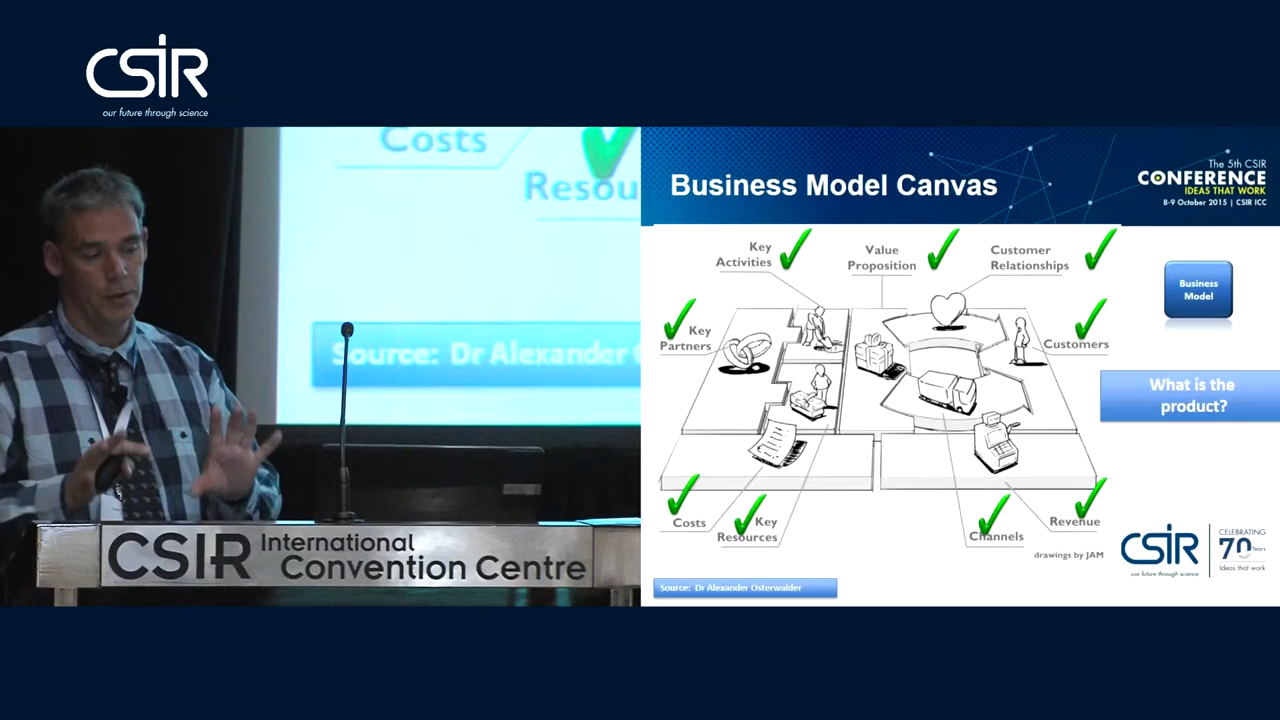 CSIR
our future through science
Costs
Resou
Source: Dr Alexander O
CSIR International
Convention Centre
Business Model Canvas
The 5th CSIR
CONFERENCE
IDEAS THAT WORK
8-9 October 2015 | CSIR ICC
Key
Activities
Value
Proposition
Customer
Relationships
Key
Partners
Customers
Costs
Key
Resources
Channels
Revenue
drawings by JAM
Source: Dr Alexander Osterwalder
Business
Model
What is the
product?
CSIR
our future through science
CELEBRATING
70 Years
Ideas that work